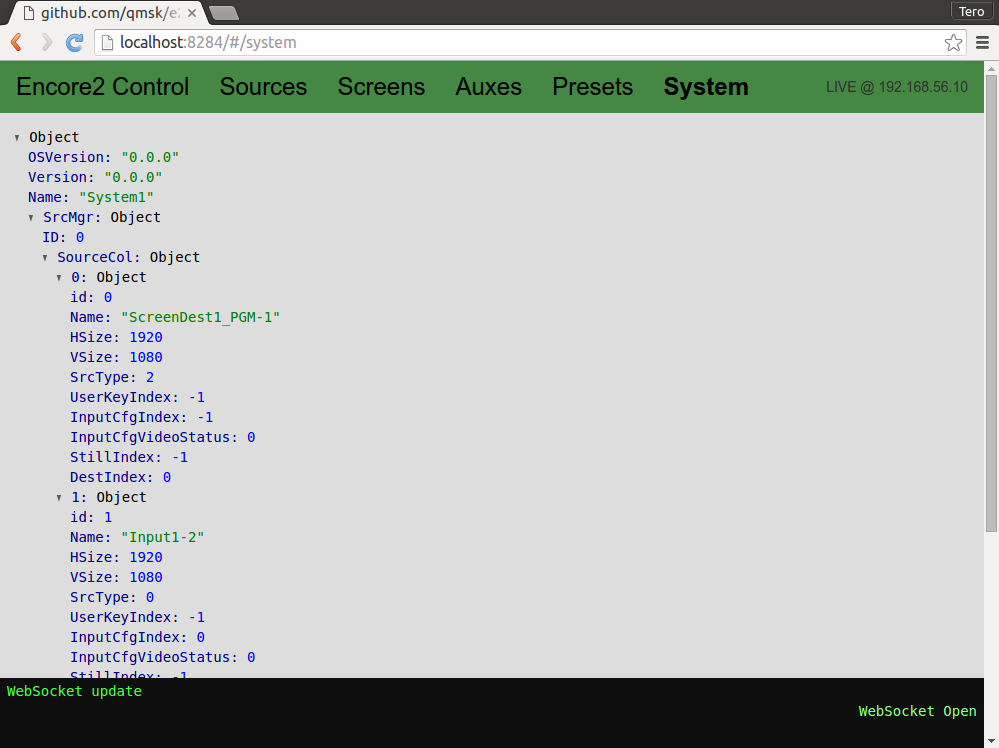 github.com/qmsk/e
Tero
localhost:8284/#/system
Encore2 Control Sources Screens Auxes Presets System LIVE @ 192.168.56.10
Object
OSVersion: "0.0.0"
Version: "0.0.0"
Name: "System1"
SrcMgr: Object
ID: 0
SourceCol: Object
0: Object
id: 0
Name: "ScreenDest1_PGM-1"
HSize: 1920
VSize: 1080
SrcType: 2
UserKeyIndex: -1
InputCfgIndex: -1
InputCfgVideoStatus: 0
StillIndex: -1
DestIndex: 0
1: Object
id: 1
Name: "Input1-2"
HSize: 1920
VSize: 1080
SrcType: 0
UserKeyIndex: -1
InputCfgIndex: 0
InputCfgVideoStatus: 0
StillIndex: -1
WebSocket update
WebSocket Open